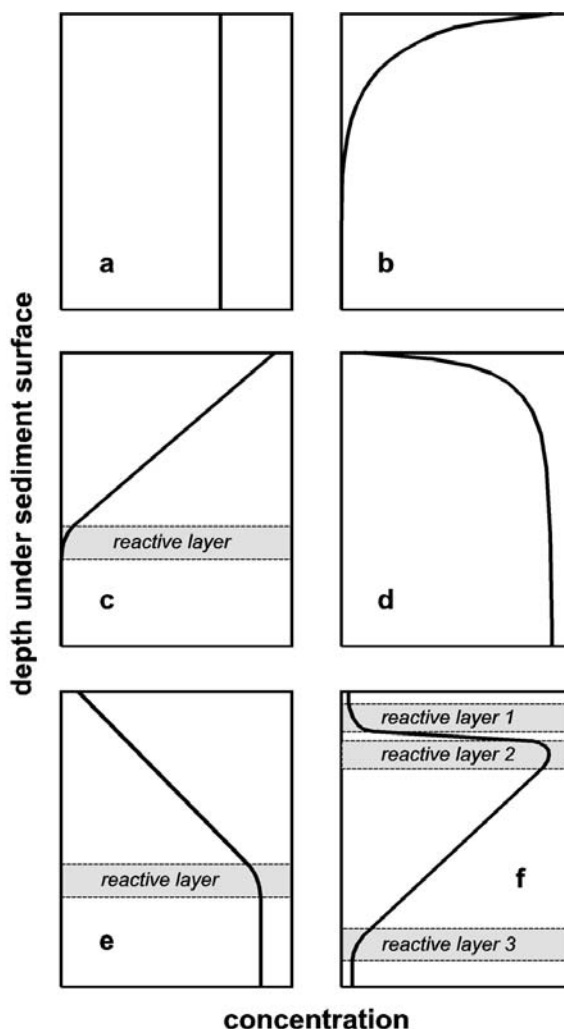 a
b
depth under sediment surface
reactive layer
c
d
reactive layer 1
reactive layer 2
reactive layer
f
e
reactive layer 3
concentration